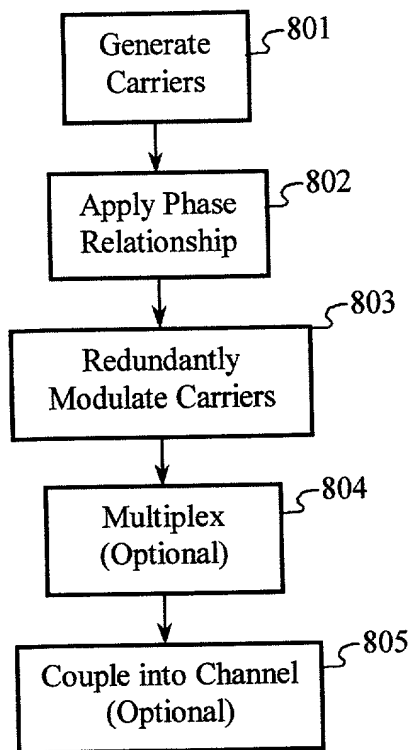 Generate
Carriers
801
Apply Phase
Relationship
802
Redundantly
Modulate Carriers
803
Multiplex
(Optional)
804
Couple into Channel
(Optional)
805